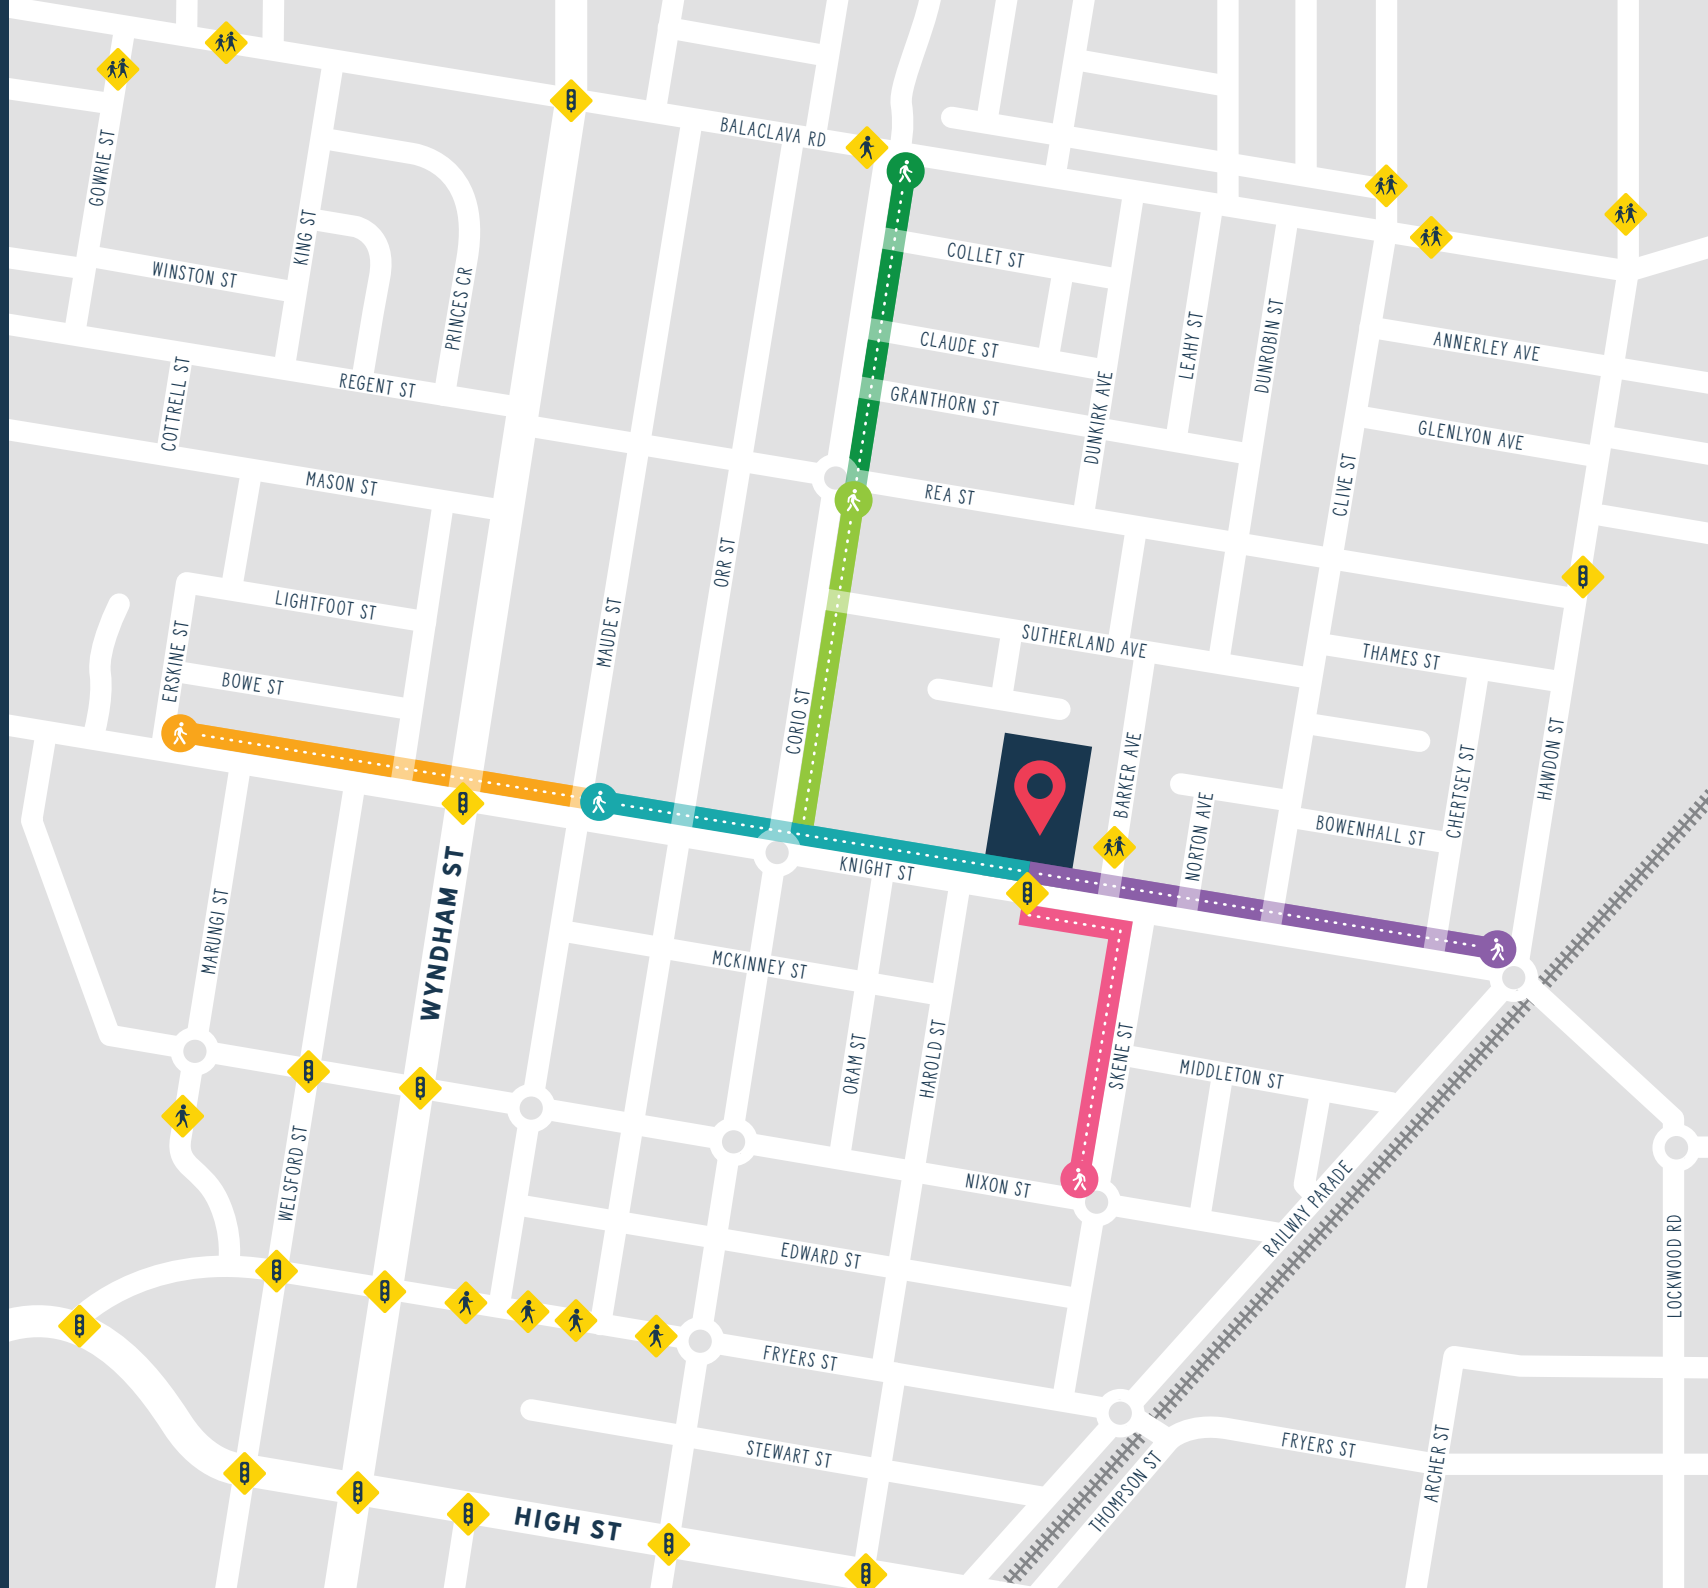 BALACLAVA RD
GOWRIE ST
KING ST
WINSTON ST
PRINCES CR
COLLET ST
CLAUDE ST
LEAHY ST
DUNROBIN ST
ANNERLEY AVE
COTTRELL ST
REGENT ST
GRANTHORN ST
DUNKIRK AVE
GLENLYON AVE
MASON ST
REA ST
CLIVE ST
ORR ST
LIGHTFOOT ST
MAUDE ST
SUTHERLAND AVE
THAMES ST
ERSKINE ST
BOWE ST
CORIO ST
BARKER AVE
HAWDON ST
CHERTSEY ST
NORTON AVE
BOWENHALL ST
KNIGHT ST
WYNDHAM ST
MARUNGI ST
MCKINNEY ST
ORAM ST
HAROLD ST
SKENE ST
MIDDLETON ST
WELSFORD ST
NIXON ST
RAILWAY PARADE
LOCKWOOD RD
EDWARD ST
FRYERS ST
STEWART ST
THOMPSON ST
FRYERS ST
ARCHER ST
HIGH ST